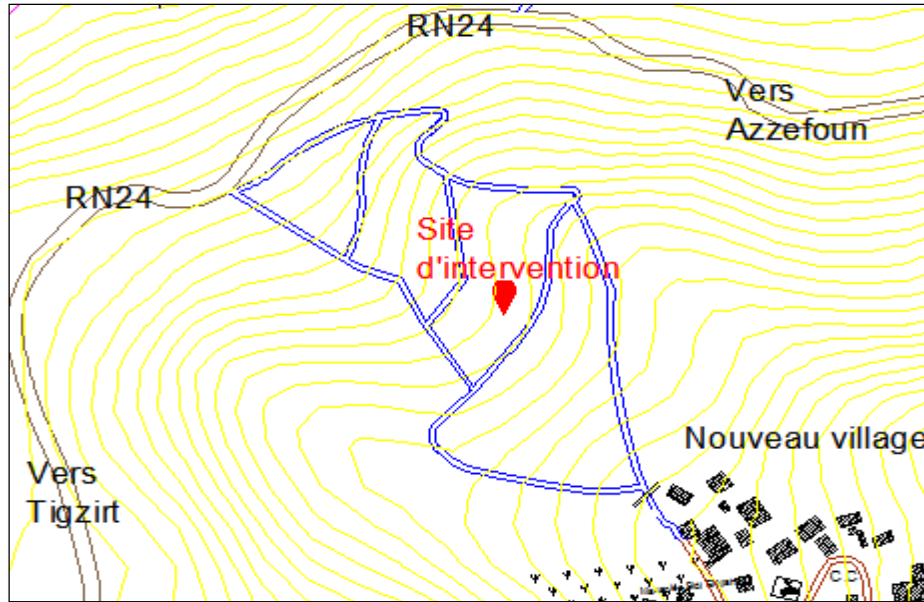 RN24
Vers
Azzefoun
RN24
Site
d'intervention
Nouveau village
Vers
Tigzirt
C C